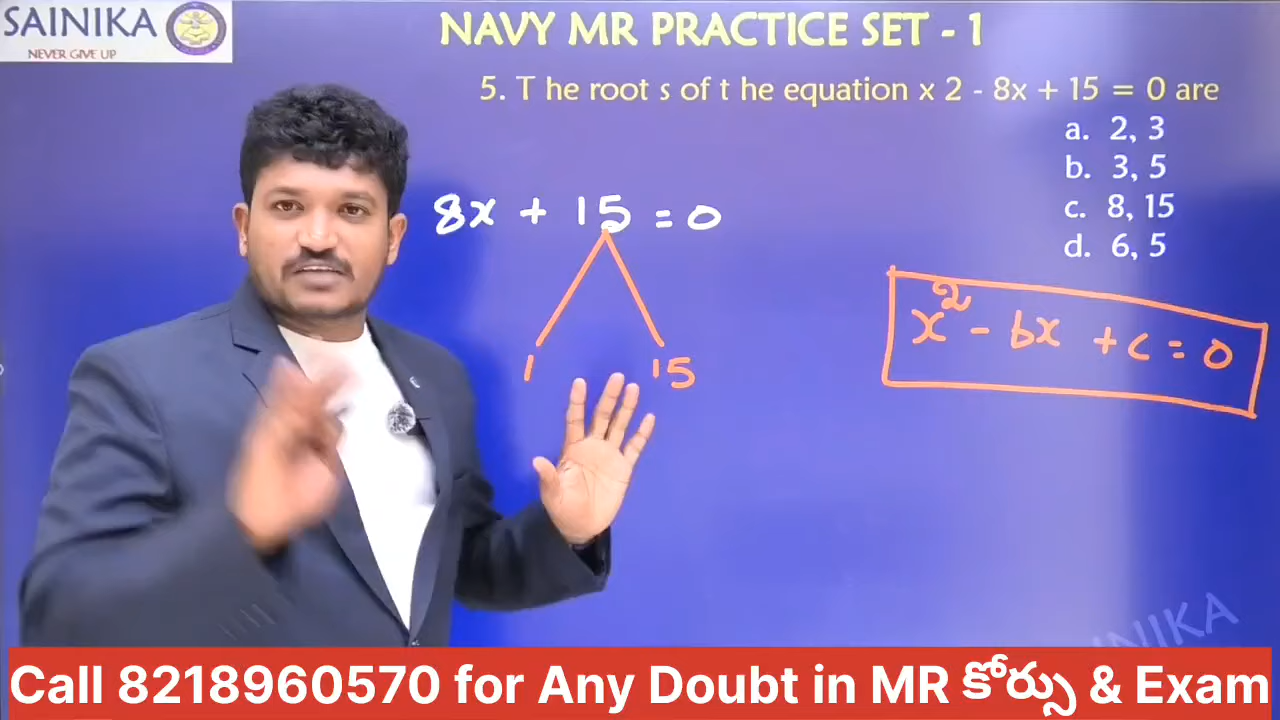 SAINIKA
NEVER GIVE UP
NAVY MR PRACTICE SET - 1
5. T he root s of t he equation x 2 - 8x + 15 = 0 are
a. 2, 3
b. 3, 5
c. 8, 15
d. 6, 5
8x + 15 = 0
1 15
x² - bx + c = 0
SAINIKA
Call 8218960570 for Any Doubt in MR కోర్సు & Exam